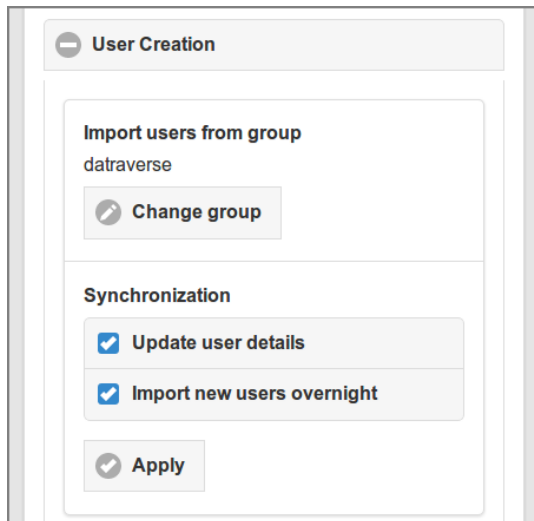 User Creation
Import users from group
datraverse
Change group
Synchronization
Update user details
Import new users overnight
Apply